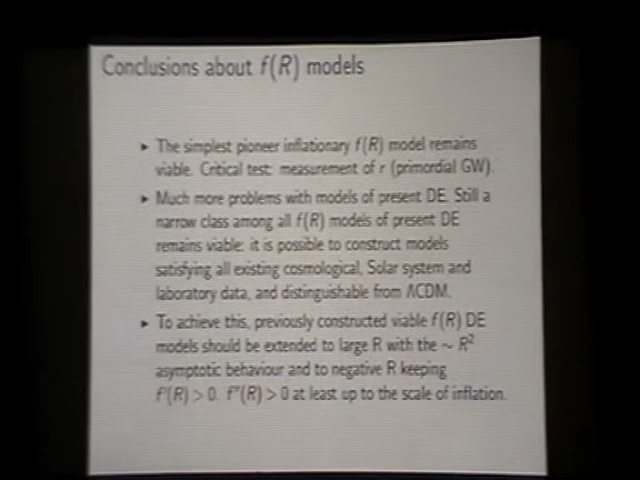 Conclusions about f(R) models
▸ The simplest pioneer inflationary f(R) model remains
viable. Critical test: measurement of r (primordial GW).
▸ Much more problems with models of present DE. Still a
narrow class among all f(R) models of present DE
remains viable: it is possible to construct models
satisfying all existing cosmological, Solar system and
laboratory data, and distinguishable from ΛCDM.
▸ To achieve this, previously constructed viable f(R) DE
models should be extended to large R with the ~ R²
asymptotic behaviour and to negative R keeping
f′(R) > 0, f″(R) > 0 at least up to the scale of inflation.